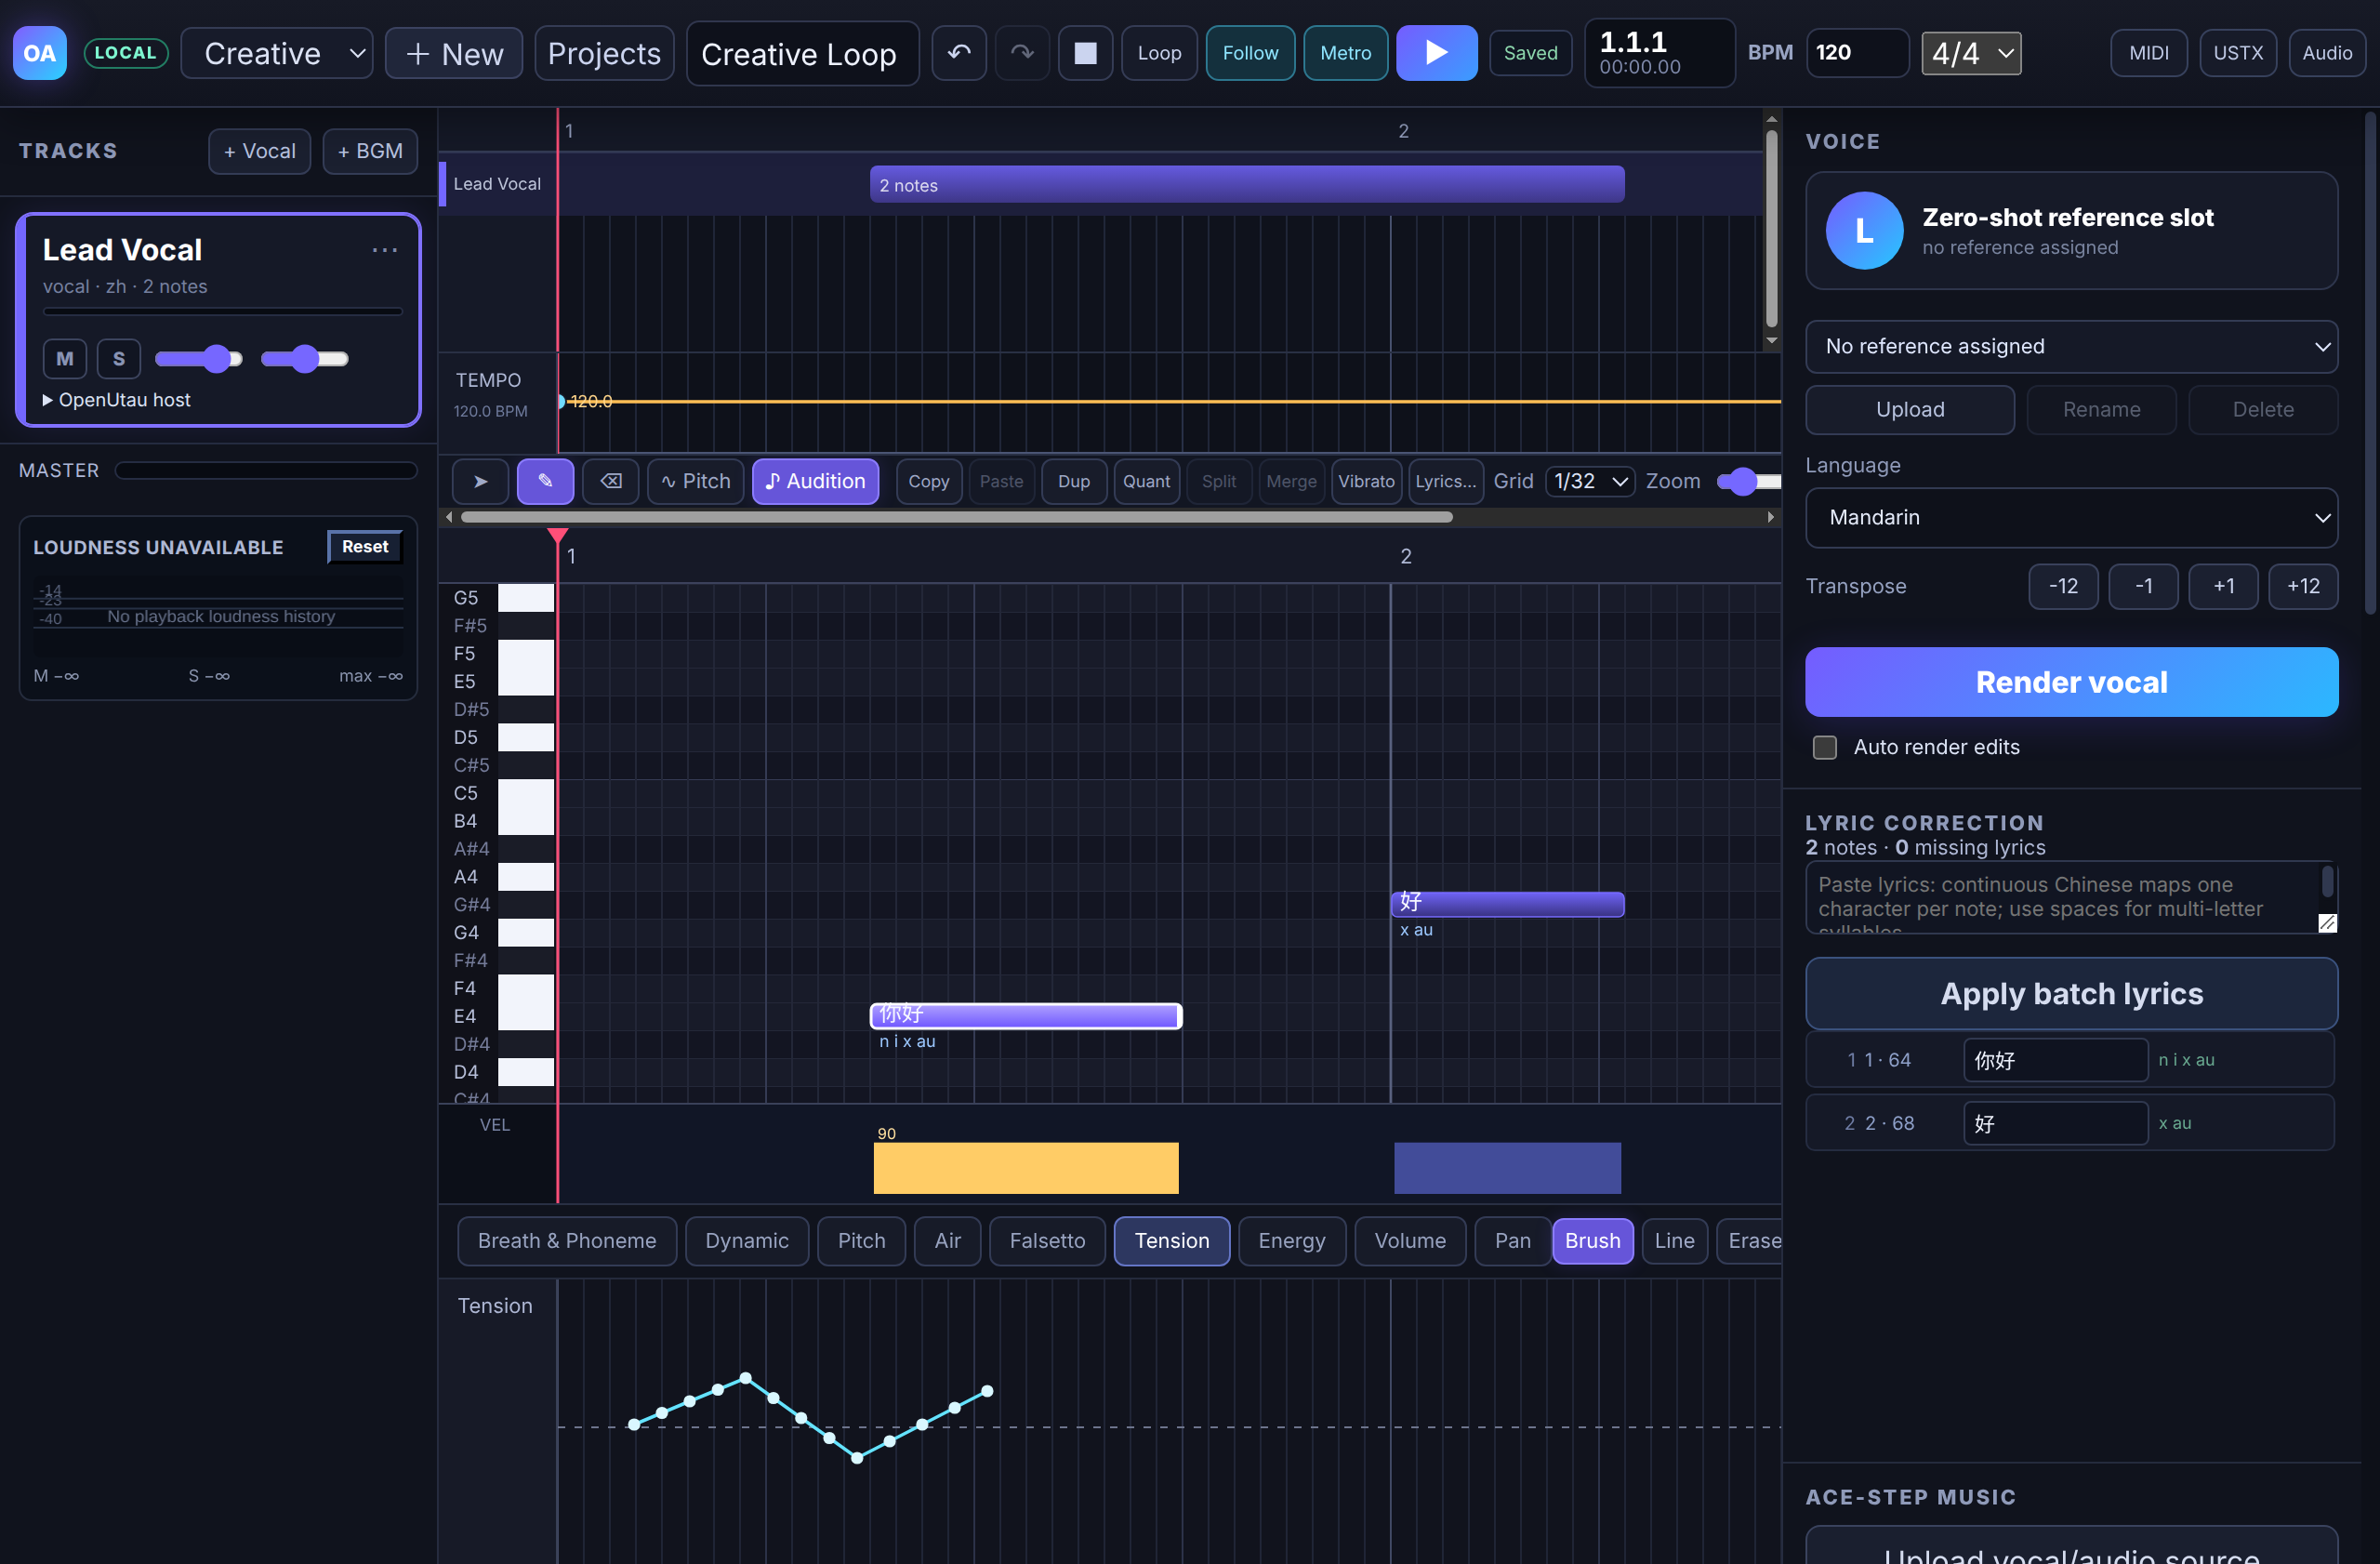 OA LOCAL Creative + New Projects Creative Loop Loop Follow Metro Saved 1.1.1 BPM 120 4/4 MIDI USTX Audio
00:00.00
TRACKS + Vocal + BGM
Lead Vocal ...
vocal · zh · 2 notes
M S
OpenUtau host
MASTER
LOUDNESS UNAVAILABLE Reset
-14
-23
-40 No playback loudness history
M −∞ S −∞ max −∞
1 2
Lead Vocal 2 notes
TEMPO
120.0 BPM 120.0
∿ Pitch Audition Copy Paste Dup Quant Split Merge Vibrato Lyrics... Grid 1/32 Zoom
1 2
G5
F#5
F5
E5
D#5
D5
C#5
C5
B4
A#4
A4
G#4 好
G4 x au
F#4
F4
E4 你好
D#4 n i x au
D4
C#4
VEL 90
Breath & Phoneme Dynamic Pitch Air Falsetto Tension Energy Volume Pan Brush Line Erase
Tension
VOICE
L Zero-shot reference slot
no reference assigned
No reference assigned
Upload Rename Delete
Language
Mandarin
Transpose -12 -1 +1 +12
Render vocal
Auto render edits
LYRIC CORRECTION
2 notes · 0 missing lyrics
Paste lyrics: continuous Chinese maps one
character per note; use spaces for multi-letter
syllables
Apply batch lyrics
1 1 · 64 你好 n i x au
2 2 · 68 好 x au
ACE-STEP MUSIC
Upload vocal/audio source